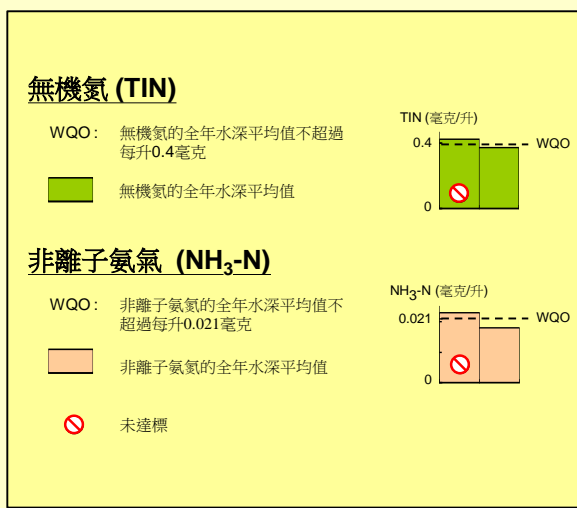 無機氮 (TIN)
WQO : 無機氮的全年水深平均值不超過
每升0.4毫克
無機氮的全年水深平均值
TIN (毫克/升)
0.4
WQO
0
非離子氨氣 (NH3-N)
WQO : 非離子氨氮的全年水深平均值不
超過每升0.021毫克
非離子氨氮的全年水深平均值
未達標
NH3-N (毫克/升)
0.021
WQO
0